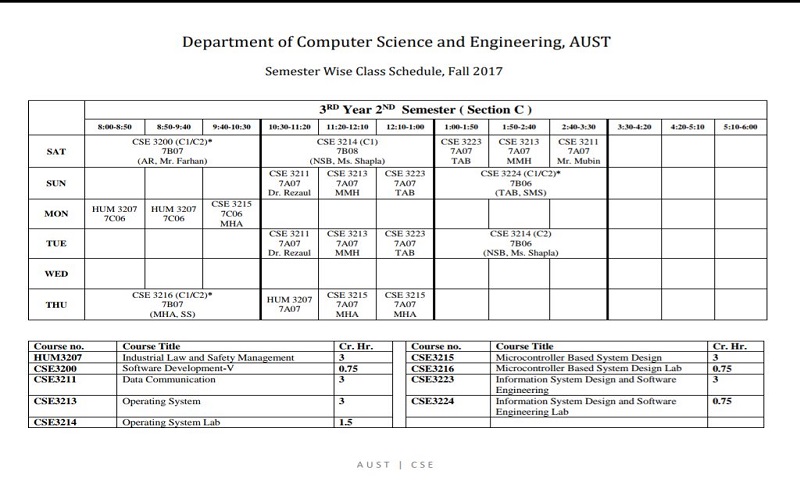 Department of Computer Science and Engineering, AUST
Semester Wise Class Schedule, Fall 2017
3RD Year 2ND Semester ( Section C )
8:00-8:50 8:50-9:40 9:40-10:30 10:30-11:20 11:20-12:10 12:10-1:00 1:00-1:50 1:50-2:40 2:40-3:30 3:30-4:20 4:20-5:10 5:10-6:00
SAT
CSE 3200 (C1/C2)*
7B07
(AR, Mr. Farhan)
CSE 3214 (C1)
7B08
(NSB, Ms. Shapla)
CSE 3223
7A07
TAB
CSE 3213
7A07
MMH
CSE 3211
7A07
Mr. Mubin
SUN
CSE 3211
7A07
Dr. Rezaul
CSE 3213
7A07
MMH
CSE 3223
7A07
TAB
CSE 3224 (C1/C2)*
7B06
(TAB, SMS)
MON
HUM 3207
7C06
HUM 3207
7C06
CSE 3215
7C06
MHA
TUE
CSE 3211
7A07
Dr. Rezaul
CSE 3213
7A07
MMH
CSE 3223
7A07
TAB
CSE 3214 (C2)
7B06
(NSB, Ms. Shapla)
WED
THU
CSE 3216 (C1/C2)*
7B07
(MHA, SS)
HUM 3207
7A07
CSE 3215
7A07
MHA
CSE 3215
7A07
MHA
Course no. Course Title Cr. Hr.
HUM3207 Industrial Law and Safety Management 3
CSE3200 Software Development-V 0.75
CSE3211 Data Communication 3
CSE3213 Operating System 3
CSE3214 Operating System Lab 1.5
Course no. Course Title Cr. Hr.
CSE3215 Microcontroller Based System Design 3
CSE3216 Microcontroller Based System Design Lab 0.75
CSE3223 Information System Design and Software 3
Engineering
CSE3224 Information System Design and Software 0.75
Engineering Lab
AUST | CSE